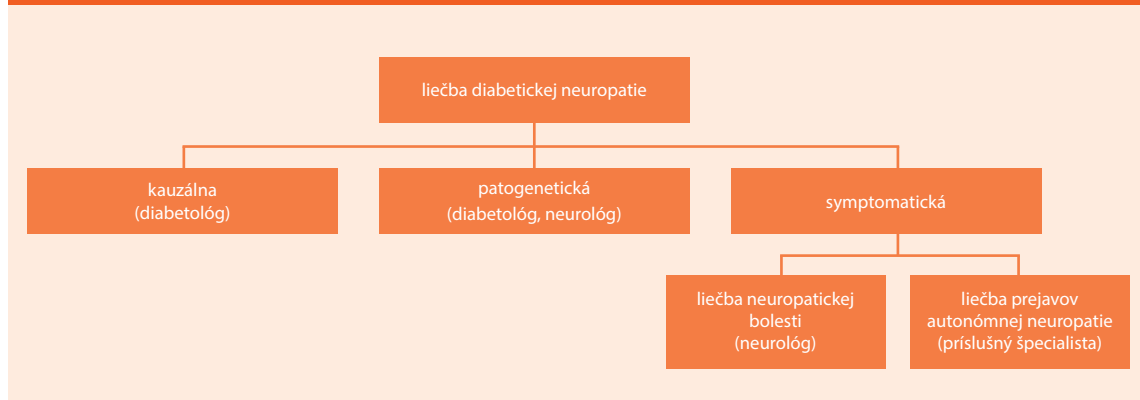 liečba diabetickej neuropatie
kauzálna
(diabetológ)
patogenetická
(diabetológ, neurológ)
symptomatická
liečba neuropatickej
bolesti
(neurológ)
liečba prejavov
autonómnej neuropatie
(príslušný špecialista)